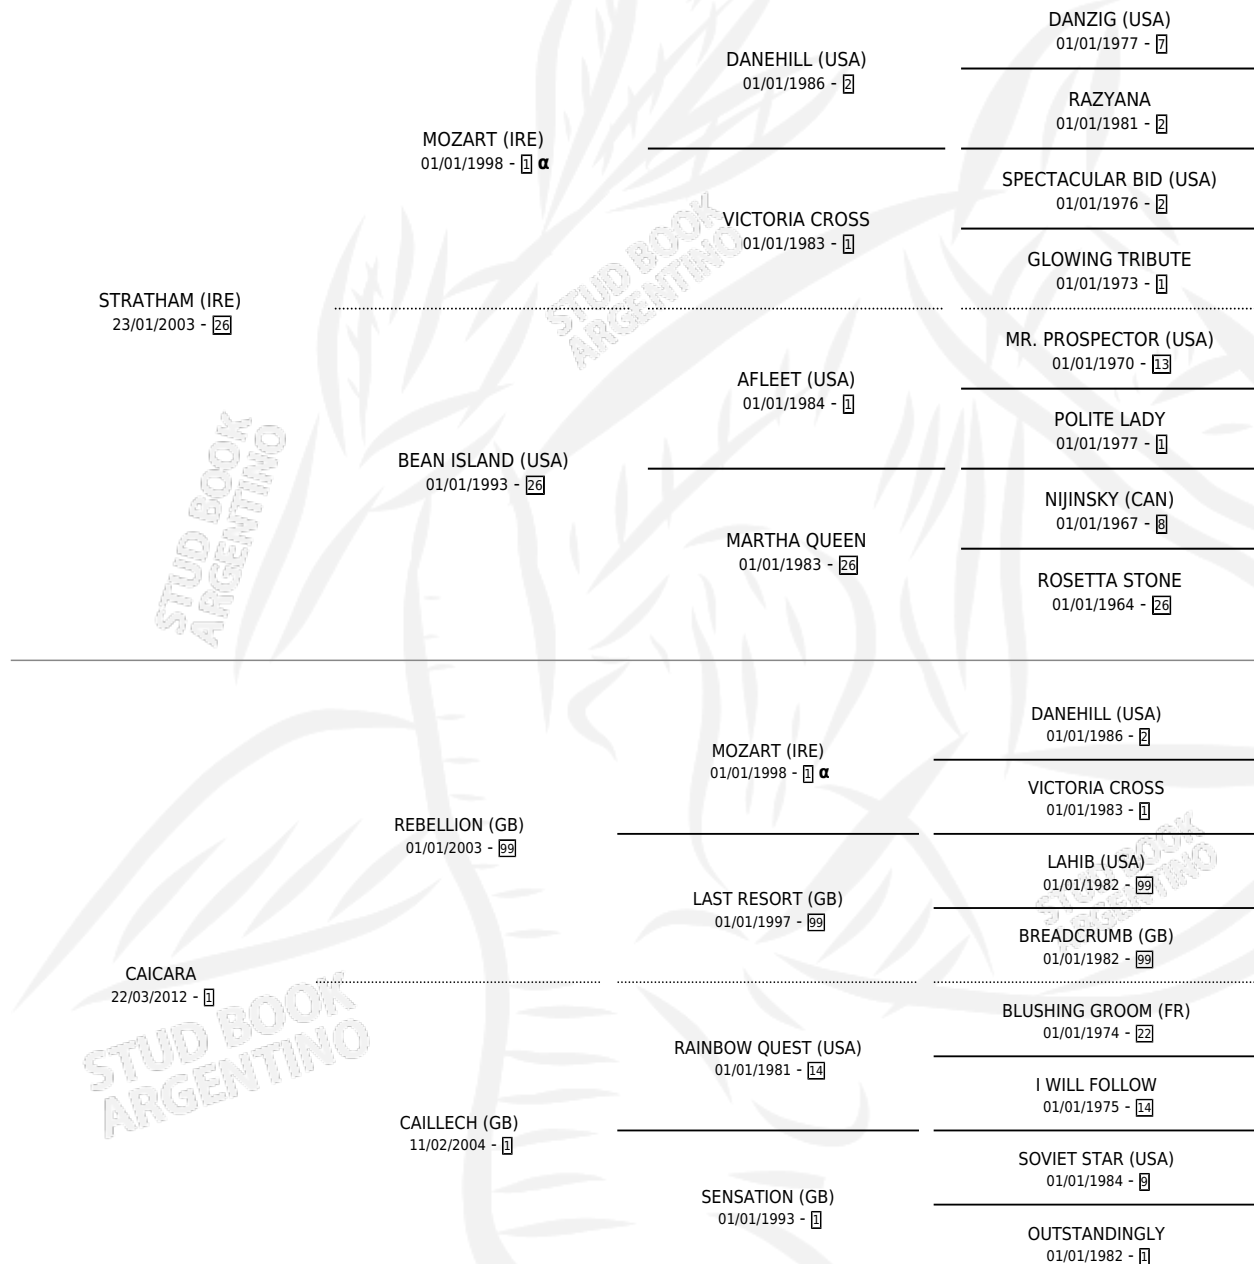 DANZIG (USA)
01/01/1977 - 7
DANEHILL (USA)
01/01/1986 - 2
RAZYANA
01/01/1981 - 2
MOZART (IRE)
01/01/1998 - 1 α
SPECTACULAR BID (USA)
01/01/1976 - 2
VICTORIA CROSS
01/01/1983 - 1
GLOWING TRIBUTE
01/01/1973 - 1
STRATHAM (IRE)
23/01/2003 - 26
MR. PROSPECTOR (USA)
01/01/1970 - 13
AFLEET (USA)
01/01/1984 - 1
POLITE LADY
01/01/1977 - 1
BEAN ISLAND (USA)
01/01/1993 - 26
NIJINSKY (CAN)
01/01/1967 - 8
MARTHA QUEEN
01/01/1983 - 26
ROSETTA STONE
01/01/1964 - 26
STUD BOOK
ARGENTINO
STUD BOOK
ARGENTINO
DANEHILL (USA)
01/01/1986 - 2
MOZART (IRE)
01/01/1998 - 1 α
VICTORIA CROSS
01/01/1983 - 1
REBELLION (GB)
01/01/2003 - 99
LAHIB (USA)
01/01/1982 - 99
LAST RESORT (GB)
01/01/1997 - 99
BREADCRUMB (GB)
01/01/1982 - 99
STUD BOOK
ARGENTINO
CAICARA
22/03/2012 - 1
BLUSHING GROOM (FR)
01/01/1974 - 22
RAINBOW QUEST (USA)
01/01/1981 - 14
I WILL FOLLOW
01/01/1975 - 14
CAILLECH (GB)
11/02/2004 - 1
SOVIET STAR (USA)
01/01/1984 - 9
SENSATION (GB)
01/01/1993 - 1
OUTSTANDINGLY
01/01/1982 - 1
STUD BOOK
ARGENTINO